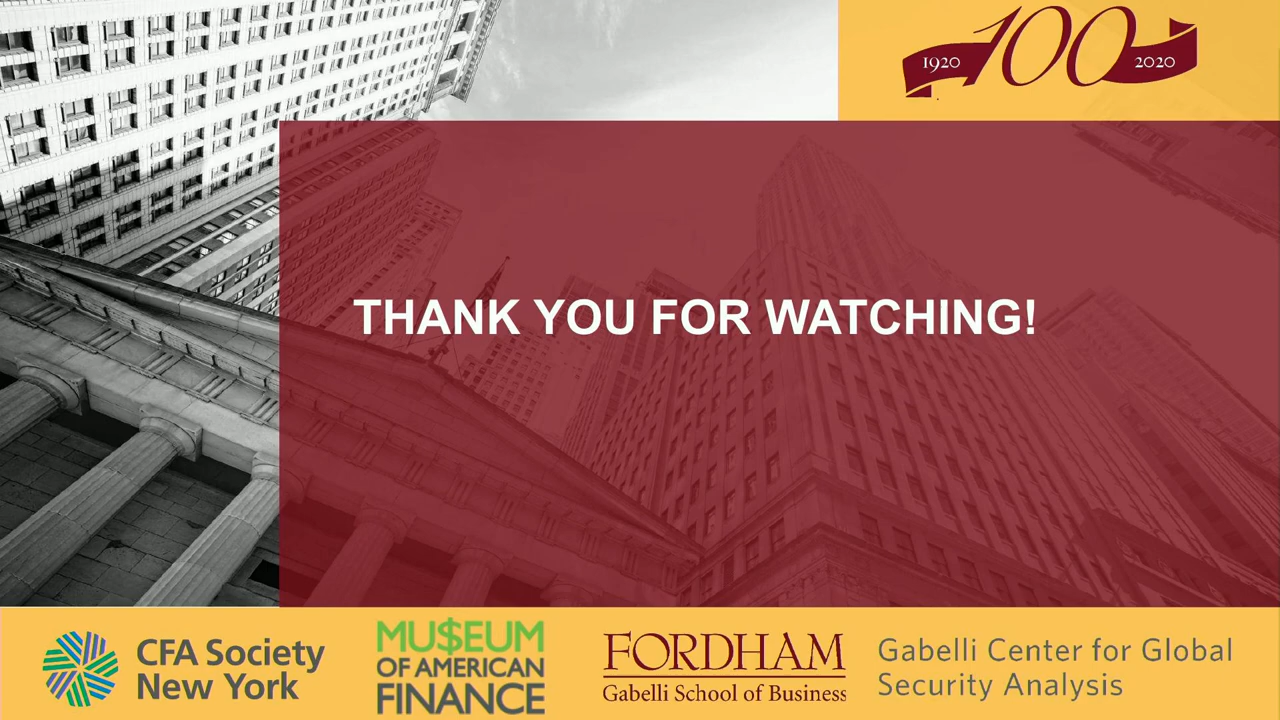 1920 100 2020
THANK YOU FOR WATCHING!
CFA Society
New York
MU$EUM
OF AMERICAN
FINANCE
FORDHAM
Gabelli School of Business
Gabelli Center for Global
Security Analysis